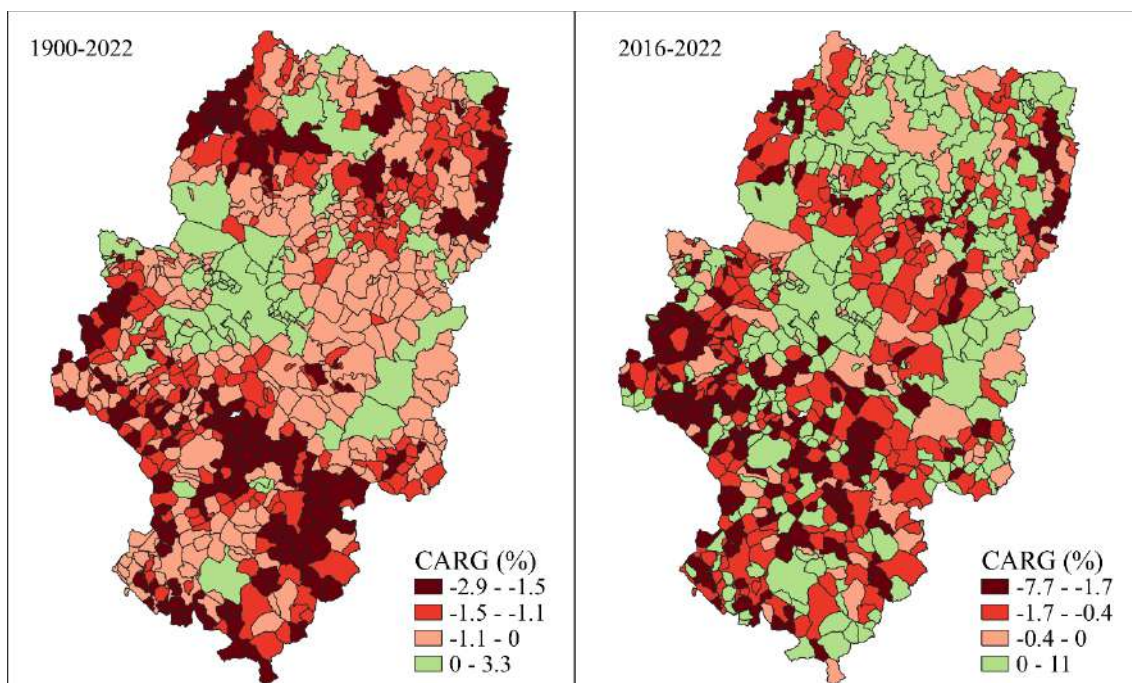 1900-2022
CARG (%)
-2.9 - -1.5
-1.5 - -1.1
-1.1 - 0
0 - 3.3
2016-2022
CARG (%)
-7.7 - -1.7
-1.7 - -0.4
-0.4 - 0
0 - 11